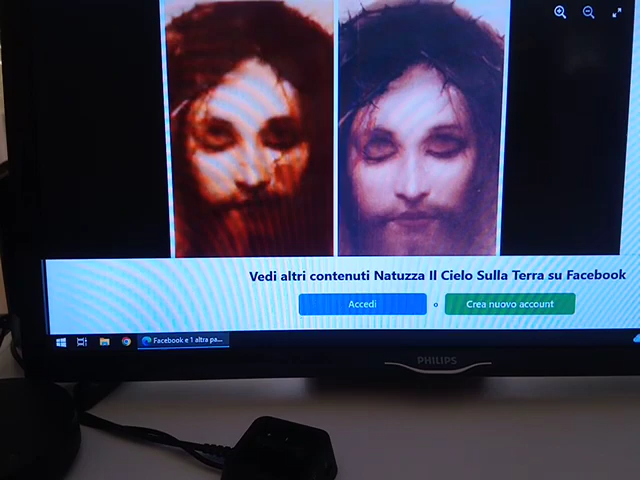 Vedi altri contenuti Natuzza Il Cielo Sulla Terra su Facebook
Accedi o Crea nuovo account
Facebook e 1 altra pa...
PHILIPS